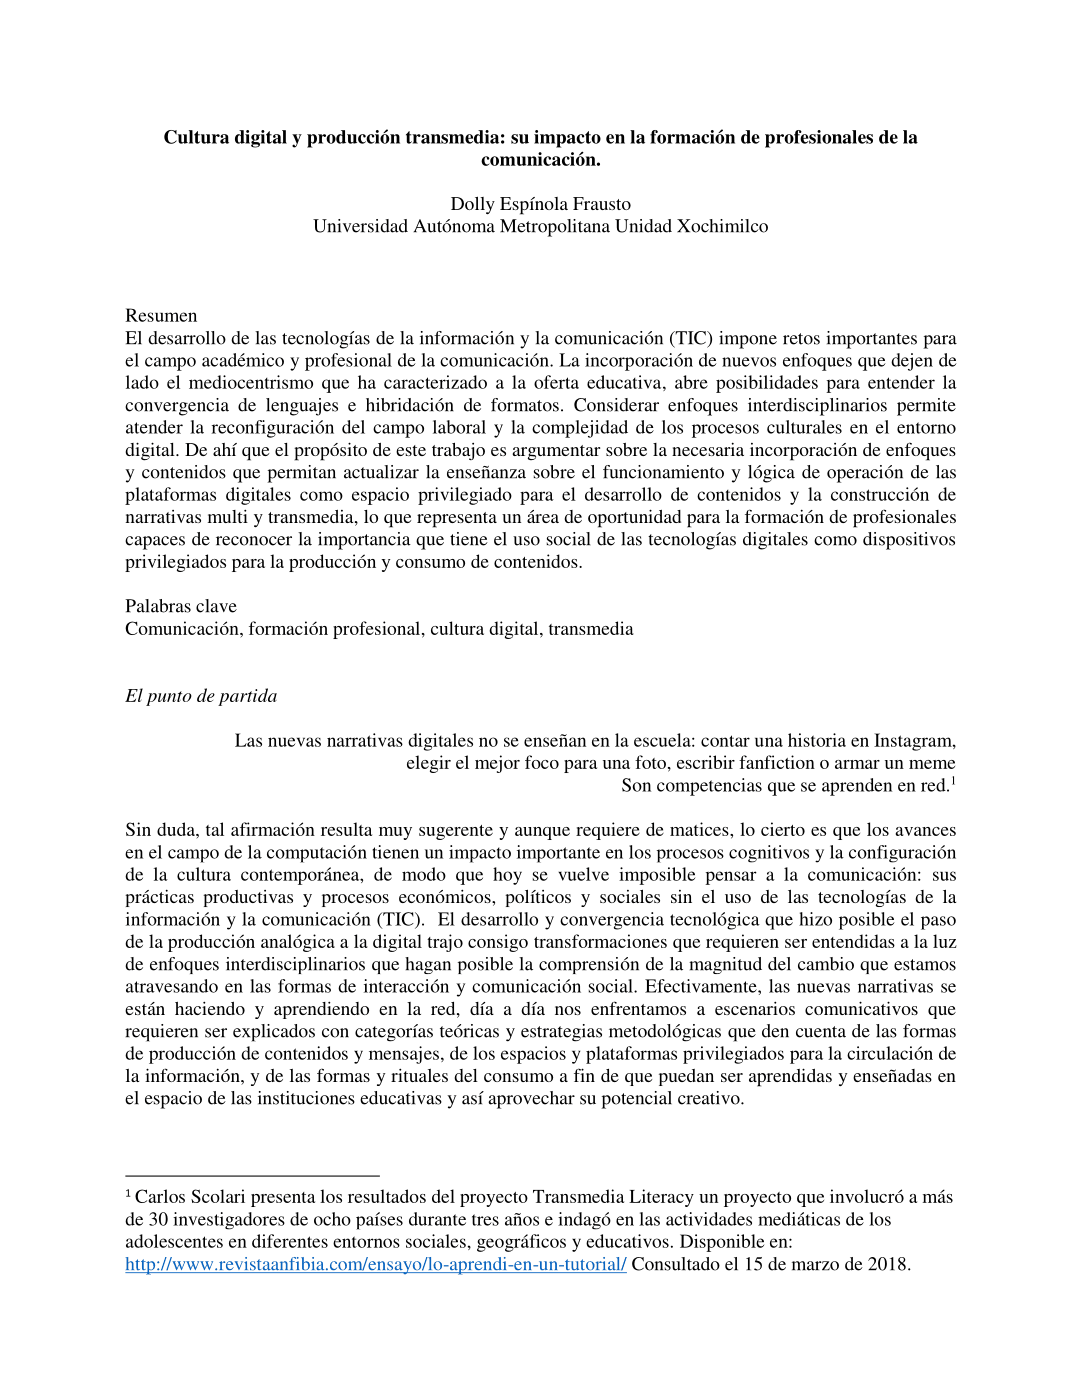 Cultura digital y producción transmedia: su impacto en la formación de profesionales de la
comunicación.
Dolly Espínola Frausto
Universidad Autónoma Metropolitana Unidad Xochimilco
Resumen
El desarrollo de las tecnologías de la información y la comunicación (TIC) impone retos importantes para
el campo académico y profesional de la comunicación. La incorporación de nuevos enfoques que dejen de
lado el mediocentrismo que ha caracterizado a la oferta educativa, abre posibilidades para entender la
convergencia de lenguajes e hibridación de formatos. Considerar enfoques interdisciplinarios permite
atender la reconfiguración del campo laboral y la complejidad de los procesos culturales en el entorno
digital. De ahí que el propósito de este trabajo es argumentar sobre la necesaria incorporación de enfoques
y contenidos que permitan actualizar la enseñanza sobre el funcionamiento y lógica de operación de las
plataformas digitales como espacio privilegiado para el desarrollo de contenidos y la construcción de
narrativas multi y transmedia, lo que representa un área de oportunidad para la formación de profesionales
capaces de reconocer la importancia que tiene el uso social de las tecnologías digitales como dispositivos
privilegiados para la producción y consumo de contenidos.
Palabras clave
Comunicación, formación profesional, cultura digital, transmedia
El punto de partida
Las nuevas narrativas digitales no se enseñan en la escuela: contar una historia en Instagram,
elegir el mejor foco para una foto, escribir fanfiction o armar un meme
Son competencias que se aprenden en red.¹
Sin duda, tal afirmación resulta muy sugerente y aunque requiere de matices, lo cierto es que los avances
en el campo de la computación tienen un impacto importante en los procesos cognitivos y la configuración
de la cultura contemporánea, de modo que hoy se vuelve imposible pensar a la comunicación: sus
prácticas productivas y procesos económicos, políticos y sociales sin el uso de las tecnologías de la
información y la comunicación (TIC).  El desarrollo y convergencia tecnológica que hizo posible el paso
de la producción analógica a la digital trajo consigo transformaciones que requieren ser entendidas a la luz
de enfoques interdisciplinarios que hagan posible la comprensión de la magnitud del cambio que estamos
atravesando en las formas de interacción y comunicación social. Efectivamente, las nuevas narrativas se
están haciendo y aprendiendo en la red, día a día nos enfrentamos a escenarios comunicativos que
requieren ser explicados con categorías teóricas y estrategias metodológicas que den cuenta de las formas
de producción de contenidos y mensajes, de los espacios y plataformas privilegiados para la circulación de
la información, y de las formas y rituales del consumo a fin de que puedan ser aprendidas y enseñadas en
el espacio de las instituciones educativas y así aprovechar su potencial creativo.
¹ Carlos Scolari presenta los resultados del proyecto Transmedia Literacy un proyecto que involucró a más
de 30 investigadores de ocho países durante tres años e indagó en las actividades mediáticas de los
adolescentes en diferentes entornos sociales, geográficos y educativos. Disponible en:
http://www.revistaanfibia.com/ensayo/lo-aprendi-en-un-tutorial/ Consultado el 15 de marzo de 2018.